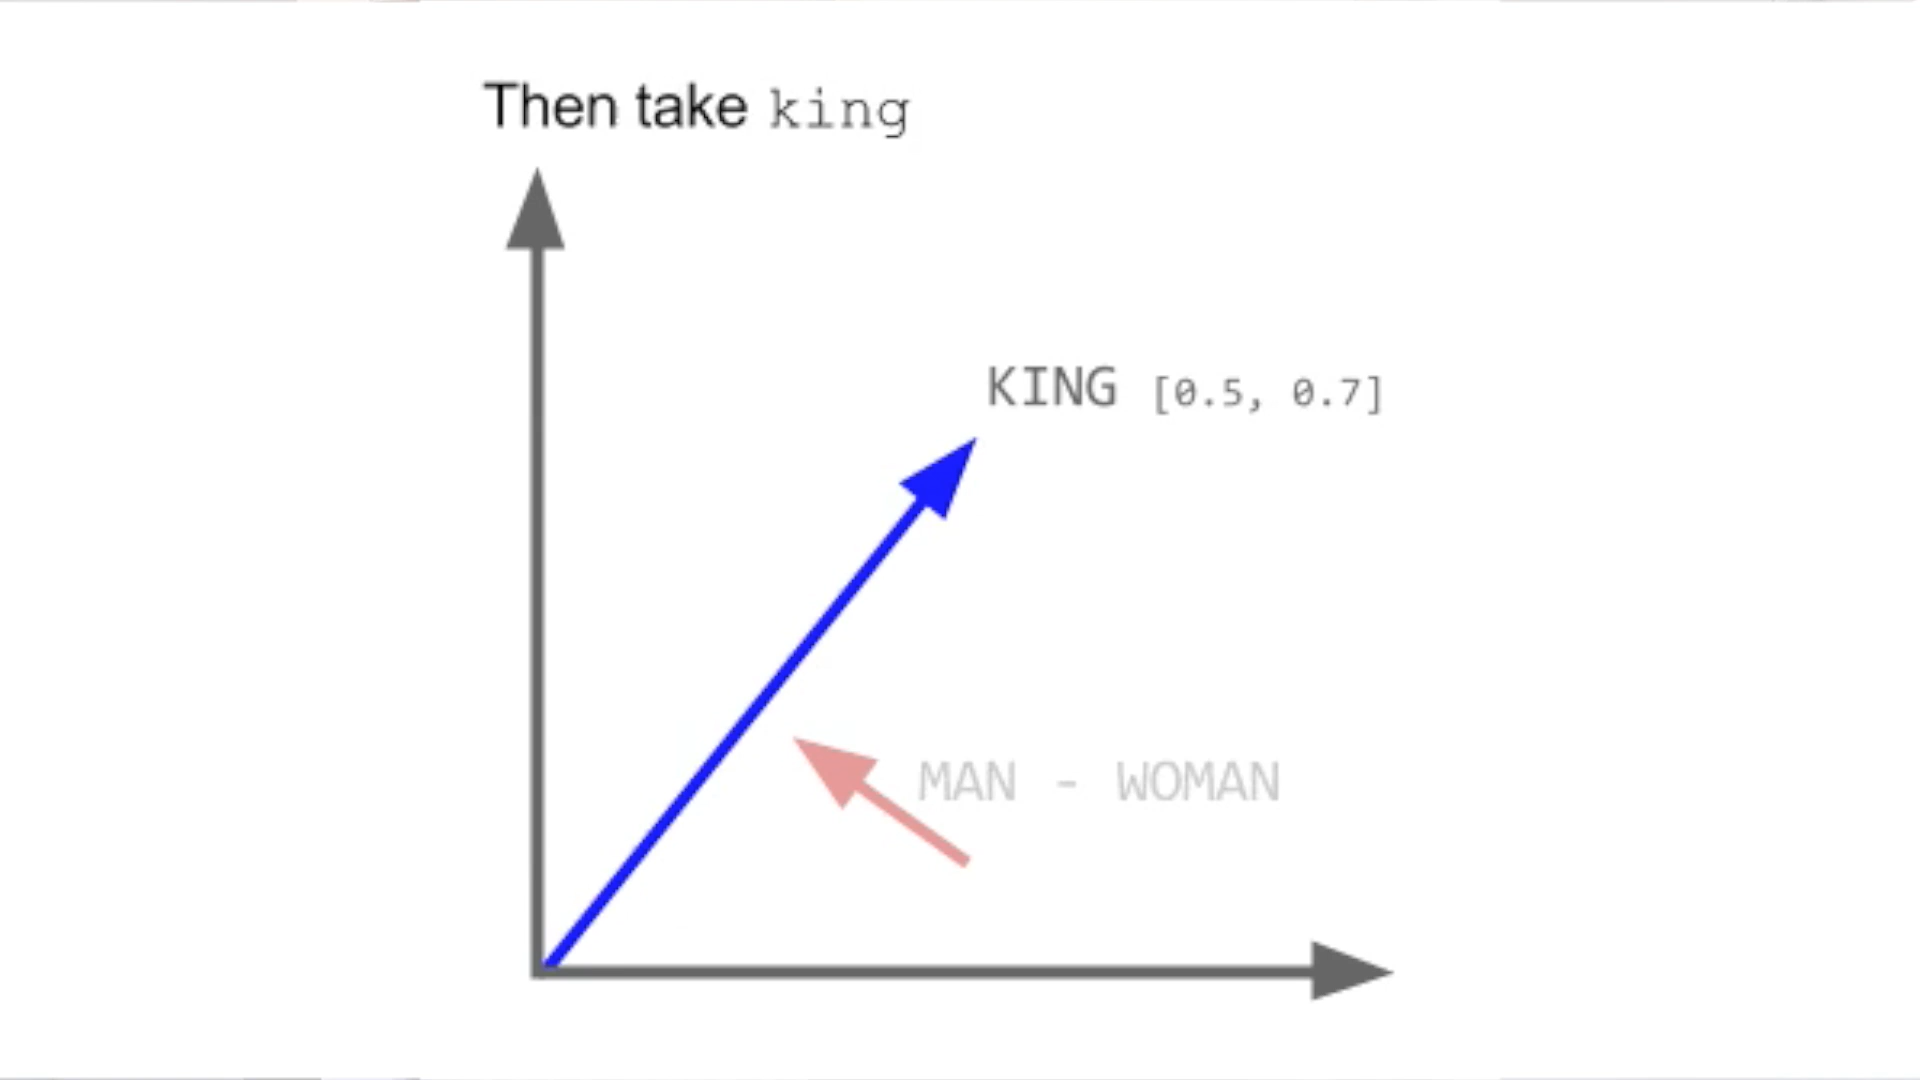 Then take king
KING [0.5, 0.7]
MAN - WOMAN